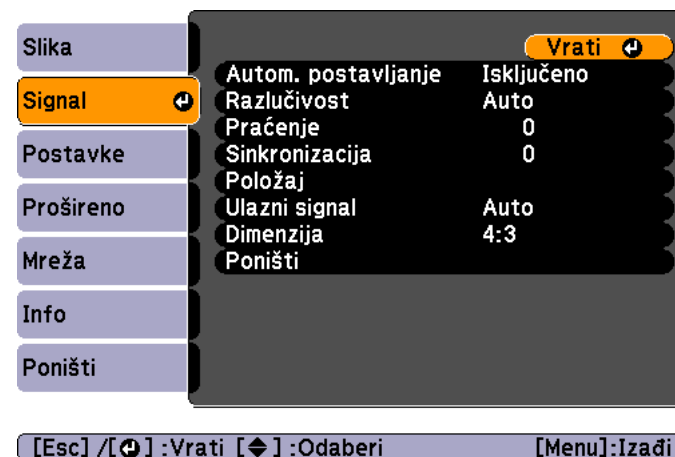 Slika
Signal
Postavke
Prošireno
Mreža
Info
Poništi
Vrati
Autom. postavljanje Isključeno
Razlučivost Auto
Praćenje 0
Sinkronizacija 0
Položaj
Ulazni signal Auto
Dimenzija 4:3
Poništi
[Esc] /[ ] :Vrati [ ] :Odaberi [Menu]:Izađi